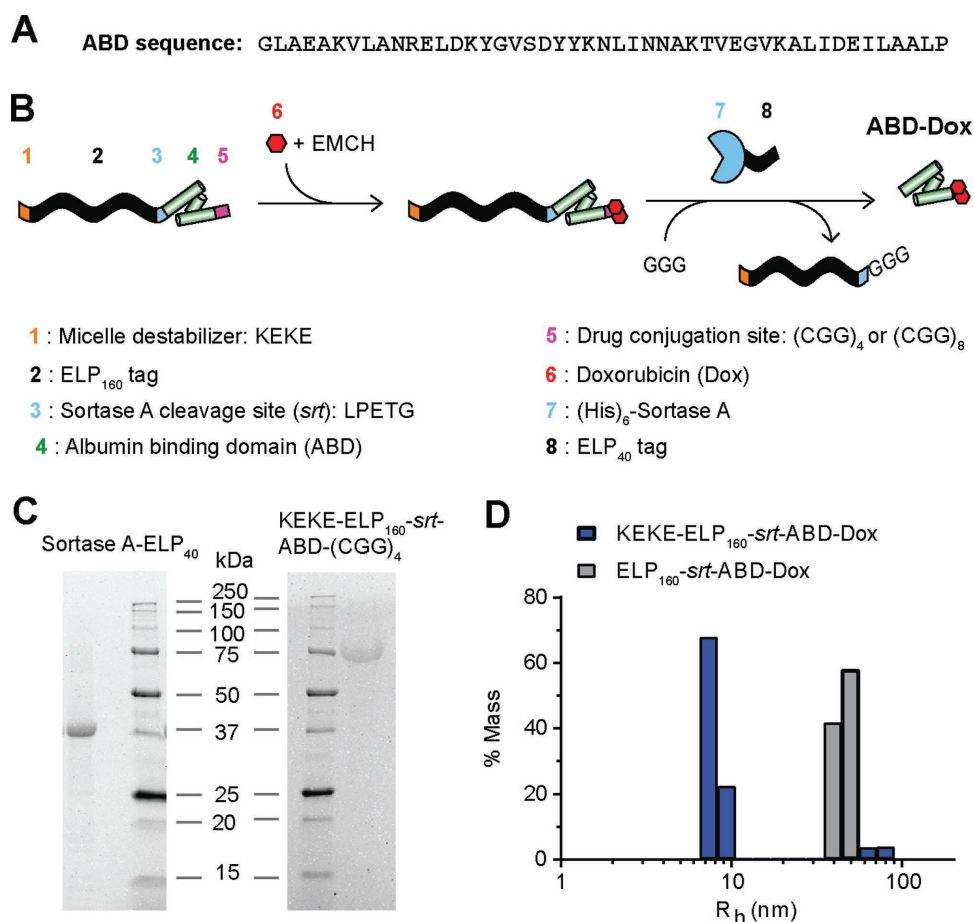 A
ABD sequence: GLAEAKVLANRELDKYGVSDYYKNLINNAKTVEGVKALIDEILAALP
B
1 2 3 4 5
6
+ EMCH
7 8
ABD-Dox
GGG
GGG
1 : Micelle destabilizer: KEKE
2 : ELP160 tag
3 : Sortase A cleavage site (srt): LPETG
4 : Albumin binding domain (ABD)
5 : Drug conjugation site: (CGG)4 or (CGG)8
6 : Doxorubicin (Dox)
7 : (His)6-Sortase A
8 : ELP40 tag
C
Sortase A-ELP40
kDa
KEKE-ELP160-srt-
ABD-(CGG)4
250
150
100
75
50
37
25
20
15
D
KEKE-ELP160-srt-ABD-Dox
ELP160-srt-ABD-Dox
% Mass
80
60
40
20
0
1 10 100
Rh (nm)